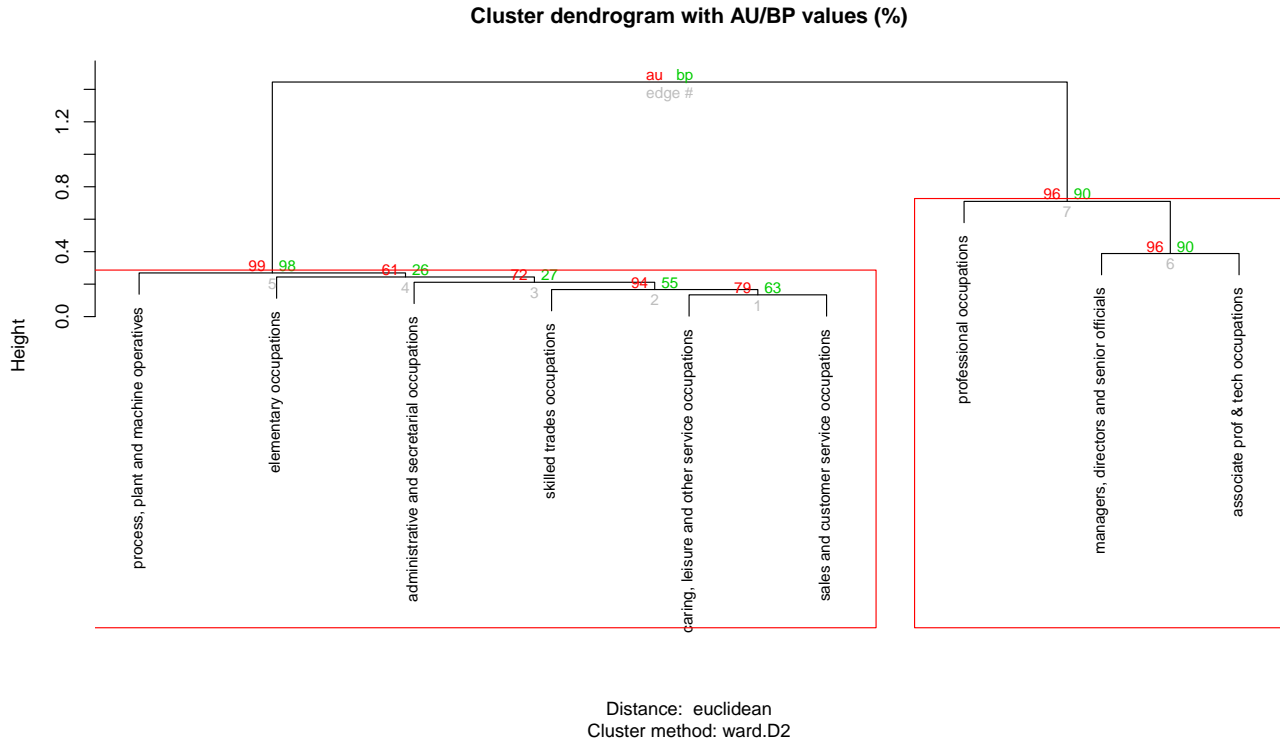 Cluster dendrogram with AU/BP values (%)
au bp
edge #
Height
0.0
0.4
0.8
1.2
96 90
7
96 90
6
99 98
5
61 26
4
72 27
3
94 55
2
79 63
1
process, plant and machine operatives
elementary occupations
administrative and secretarial occupations
skilled trades occupations
caring, leisure and other service occupations
sales and customer service occupations
professional occupations
managers, directors and senior officials
associate prof & tech occupations
Distance: euclidean
Cluster method: ward.D2